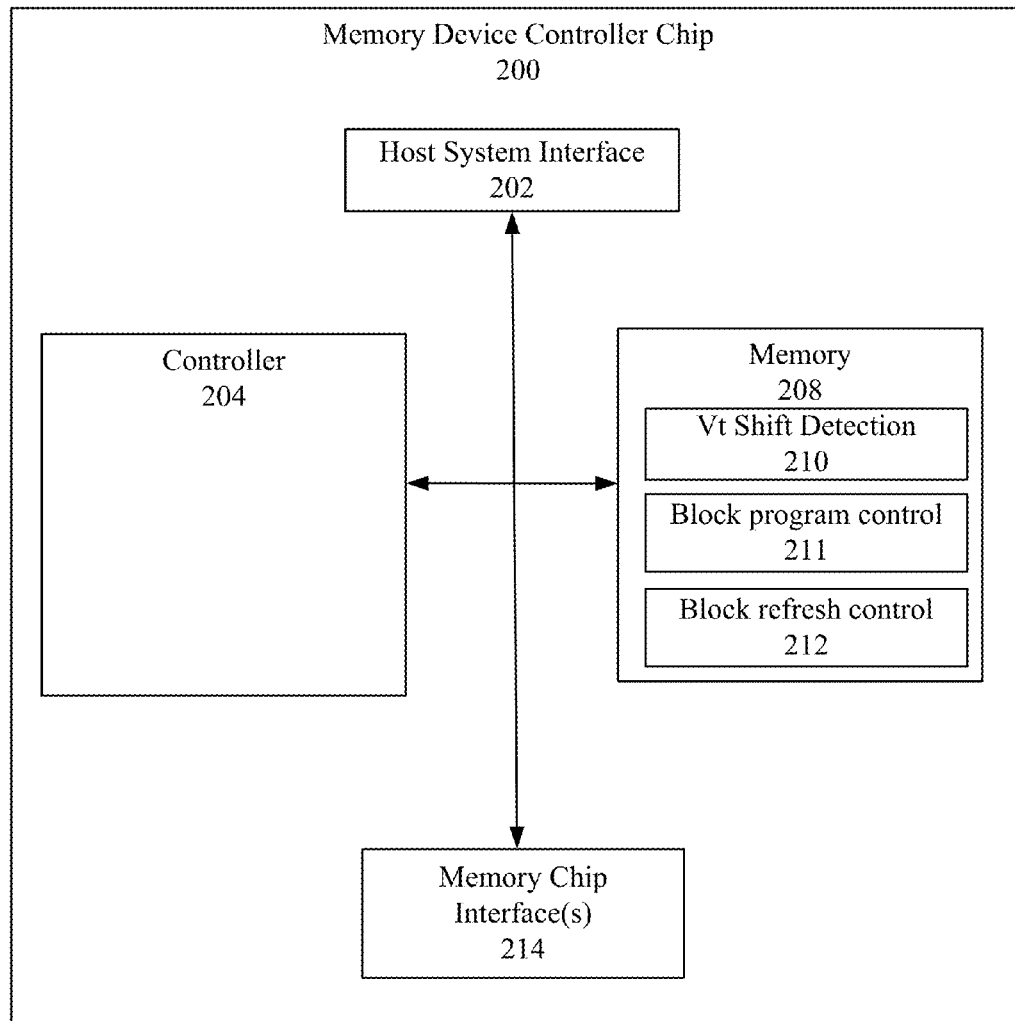 Memory Device Controller Chip
200
Host System Interface
202
Controller
204
Memory
208
Vt Shift Detection
210
Block program control
211
Block refresh control
212
Memory Chip
Interface(s)
214